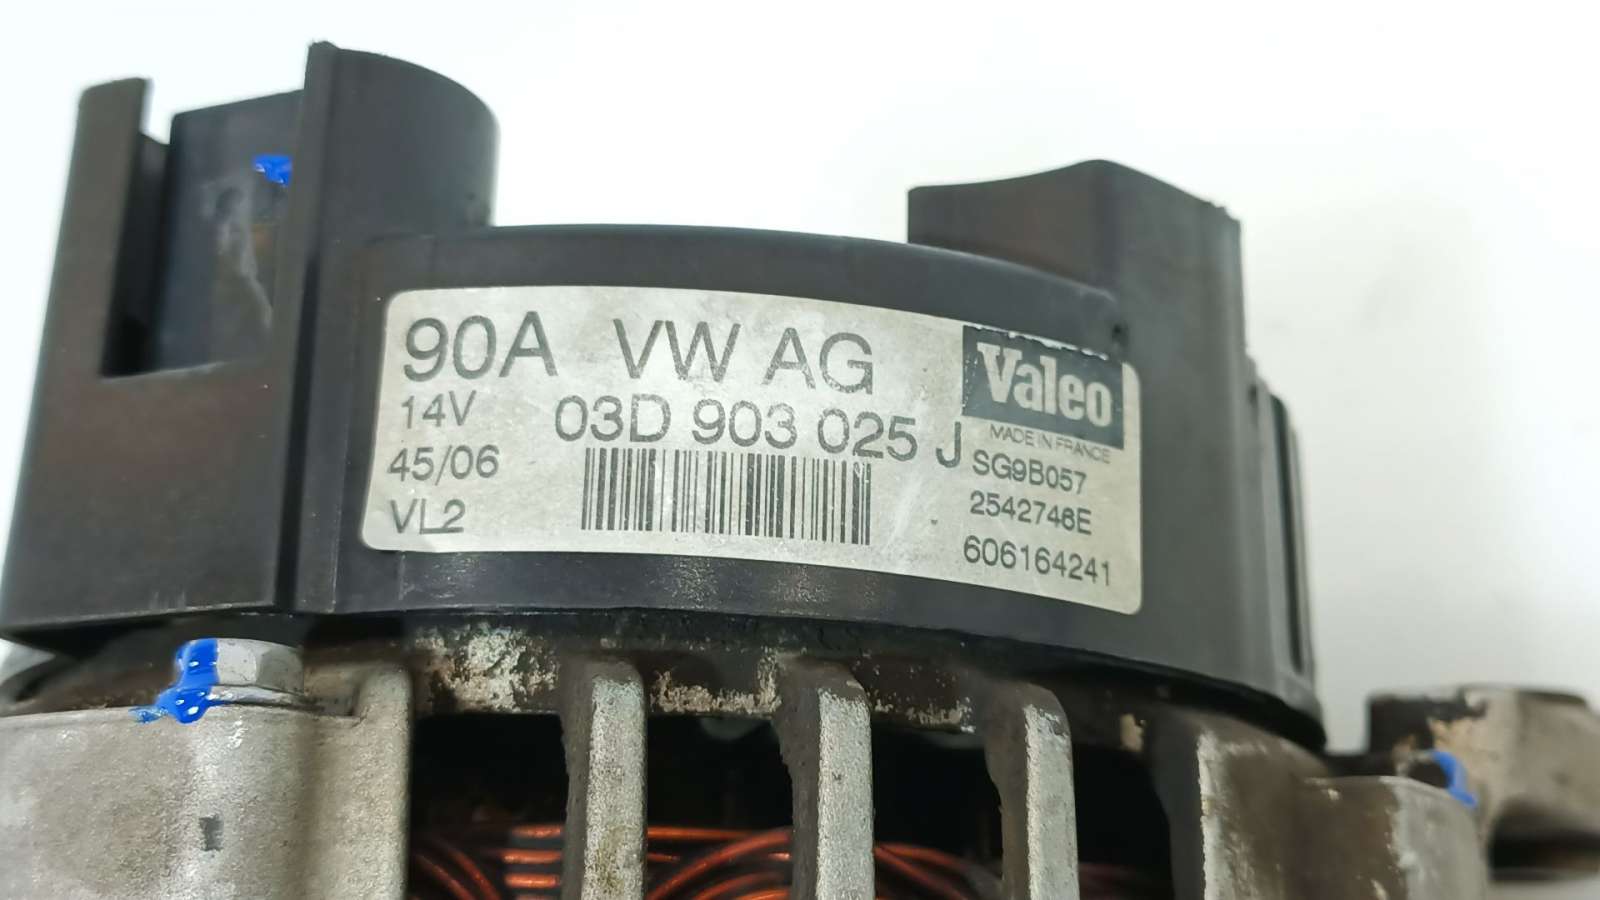 90A VW AG
14V 03D 903 025 J
45/06
VL2
Valeo
MADE IN FRANCE
SG9B057
2542746E
606164241